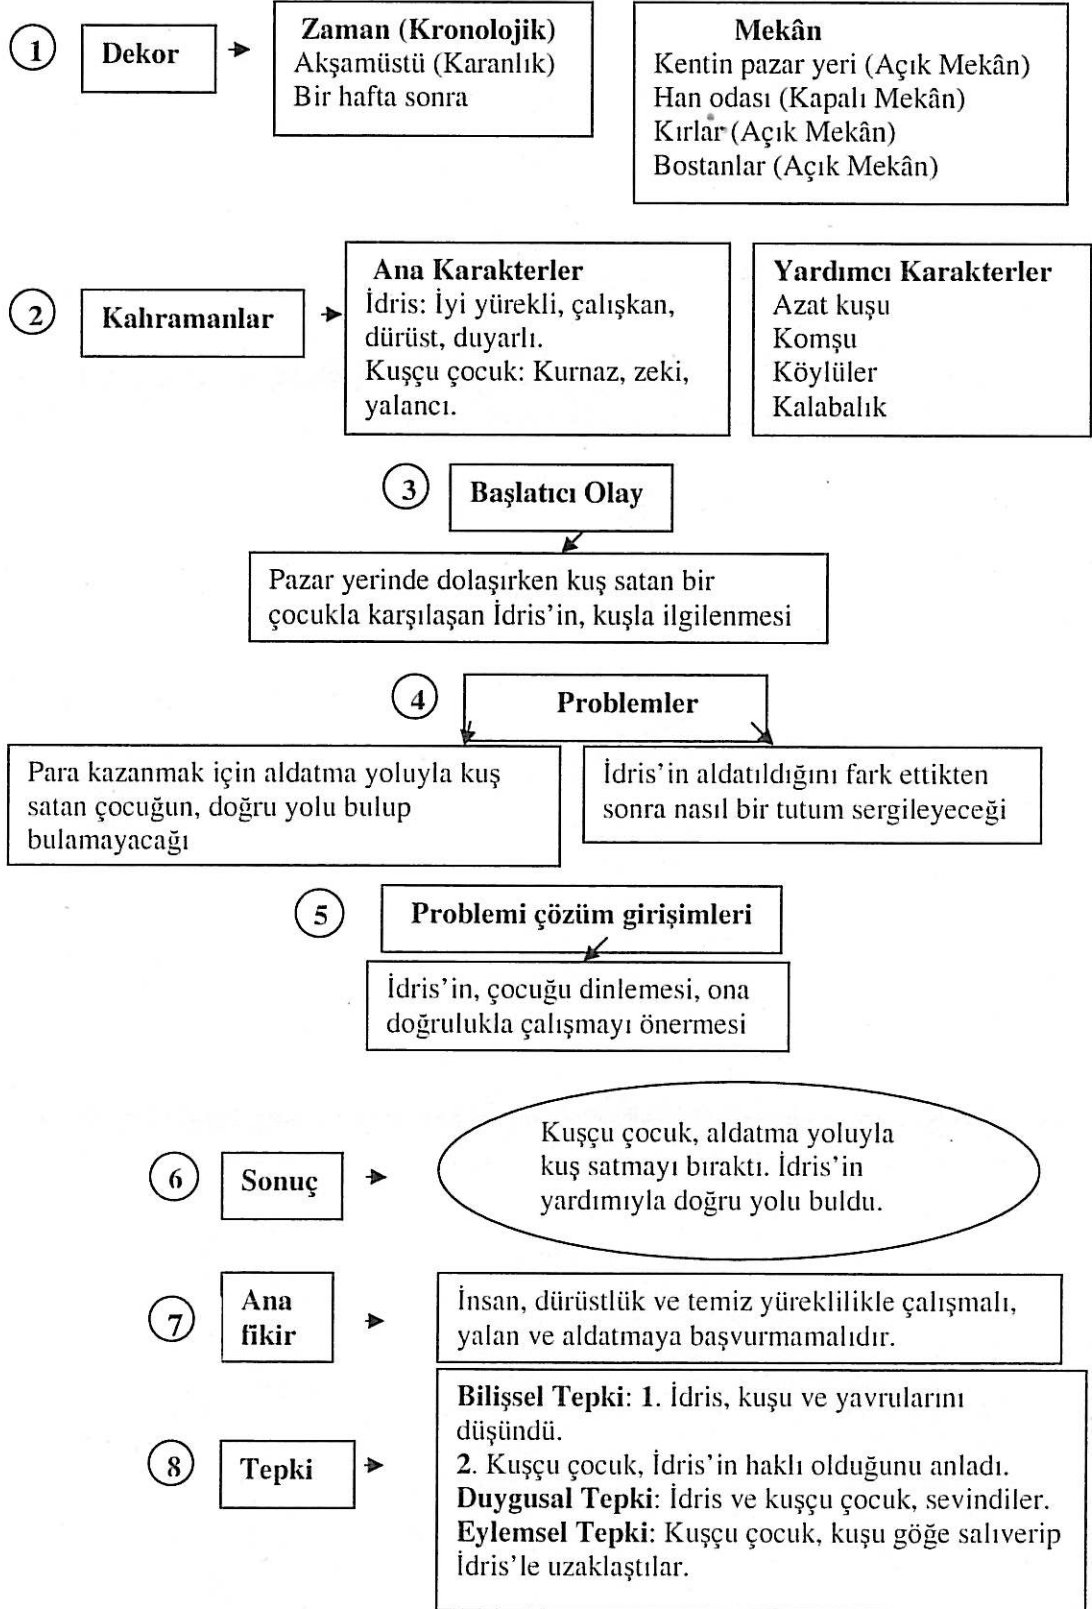 1
Dekor
Zaman (Kronolojik)
Akşamüstü (Karanlık)
Bir hafta sonra
Mekân
Kentin pazar yeri (Açık Mekân)
Han odası (Kapalı Mekân)
Kırlar (Açık Mekân)
Bostanlar (Açık Mekân)
2
Kahramanlar
Ana Karakterler
İdris: İyi yürekli, çalışkan,
dürüst, duyarlı.
Kuşçu çocuk: Kurnaz, zeki,
yalancı.
Yardımcı Karakterler
Azat kuşu
Komşu
Köylüler
Kalabalık
3
Başlatıcı Olay
Pazar yerinde dolaşırken kuş satan bir
çocukla karşılaşan İdris'in, kuşla ilgilenmesi
4
Problemler
Para kazanmak için aldatma yoluyla kuş
satan çocuğun, doğru yolu bulup
bulamayacağı
İdris'in aldatıldığını fark ettikten
sonra nasıl bir tutum sergileyeceği
5
Problemi çözüm girişimleri
İdris'in, çocuğu dinlemesi, ona
doğrulukla çalışmayı önermesi
6
Sonuç
Kuşçu çocuk, aldatma yoluyla
kuş satmayı bıraktı. İdris'in
yardımıyla doğru yolu buldu.
7
Ana
fikir
İnsan, dürüstlük ve temiz yüreklilikle çalışmalı,
yalan ve aldatmaya başvurmamalıdır.
8
Tepki
Bilişsel Tepki: 1. İdris, kuşu ve yavrularını
düşündü.
2. Kuşçu çocuk, İdris'in haklı olduğunu anladı.
Duygusal Tepki: İdris ve kuşçu çocuk, sevindiler.
Eylemsel Tepki: Kuşçu çocuk, kuşu göğe salıverip
İdris'le uzaklaştılar.